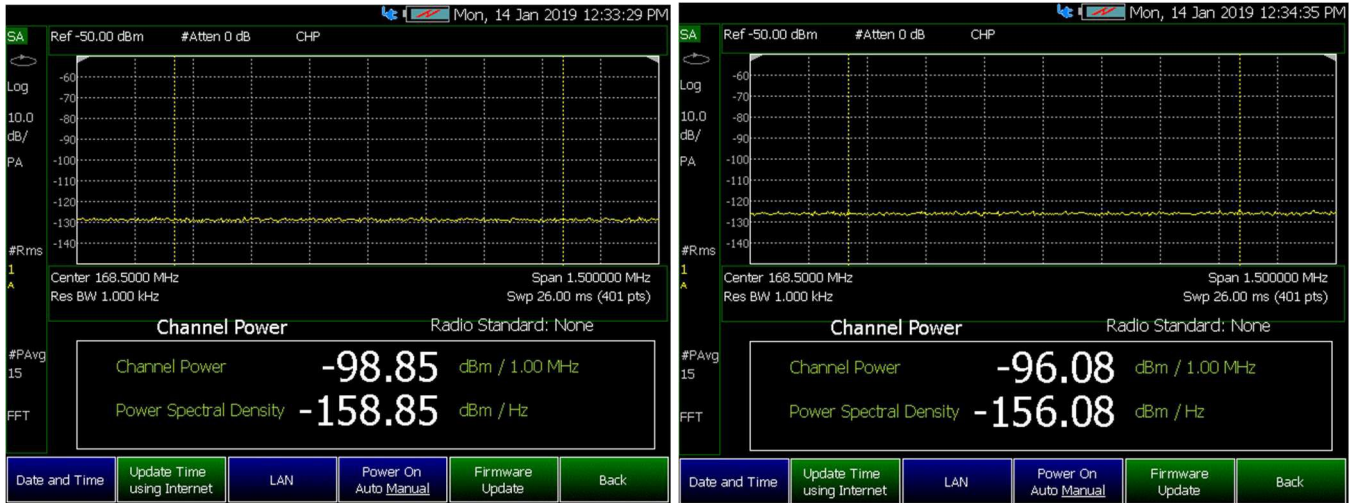 Mon, 14 Jan 2019 12:33:29 PM
SA
Ref -50.00 dBm #Atten 0 dB CHP
Log
10.0
dB/
PA
-60
-70
-80
-90
-100
-110
-120
-130
-140
#Rms
1
A
Center 168.5000 MHz Span 1.500000 MHz
Res BW 1.000 kHz Swp 26.00 ms (401 pts)
Channel Power Radio Standard: None
#PAvg
15
FFT
Channel Power -98.85 dBm / 1.00 MHz
Power Spectral Density -158.85 dBm / Hz
Date and Time
Update Time
using Internet
LAN
Power On
Auto Manual
Firmware
Update
Back
Mon, 14 Jan 2019 12:34:35 PM
SA
Ref -50.00 dBm #Atten 0 dB CHP
Log
10.0
dB/
PA
-60
-70
-80
-90
-100
-110
-120
-130
-140
#Rms
1
A
Center 168.5000 MHz Span 1.500000 MHz
Res BW 1.000 kHz Swp 26.00 ms (401 pts)
Channel Power Radio Standard: None
#PAvg
15
FFT
Channel Power -96.08 dBm / 1.00 MHz
Power Spectral Density -156.08 dBm / Hz
Date and Time
Update Time
using Internet
LAN
Power On
Auto Manual
Firmware
Update
Back